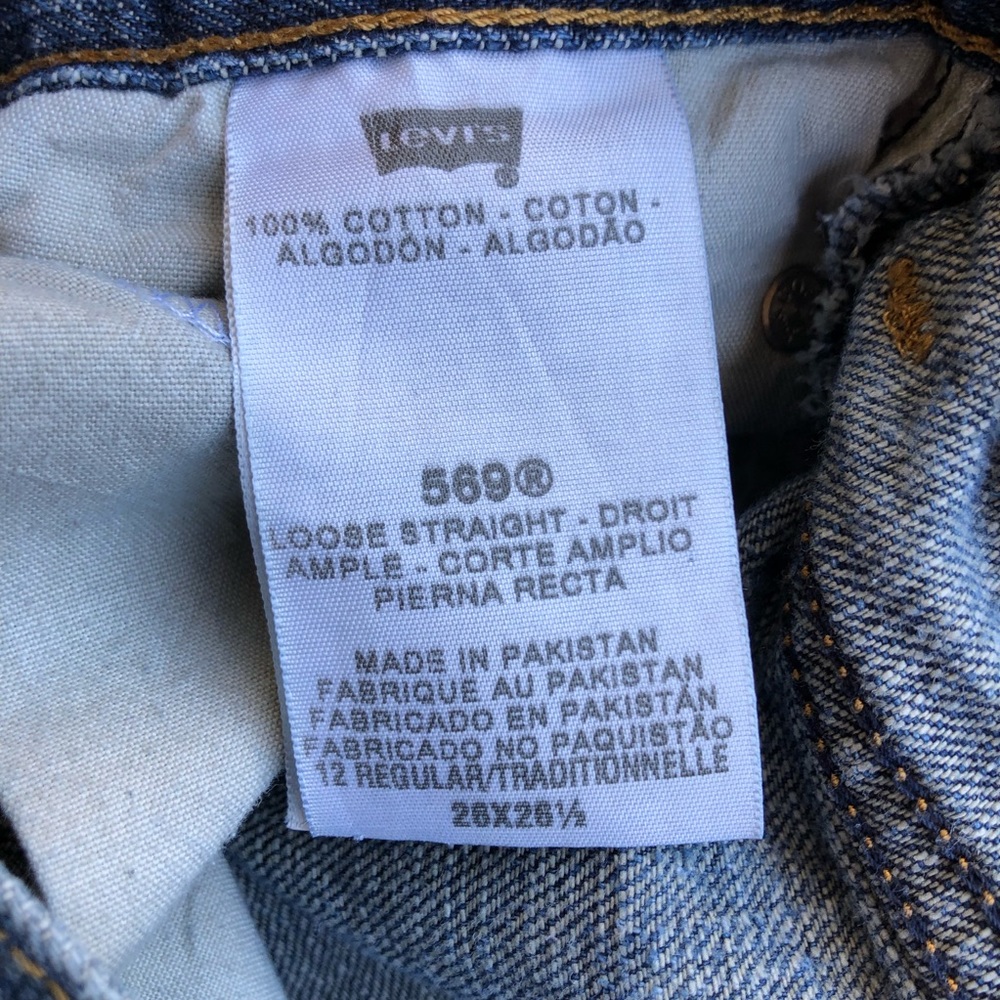 Levi's
®
100% COTTON - COTON -
ALGODÓN - ALGODÃO
569®
LOOSE STRAIGHT - DROIT
AMPLE - CORTE AMPLIO
PIERNA RECTA
MADE IN PAKISTAN
FABRIQUE AU PAKISTAN
FABRICADO EN PAKISTÁN
FABRICADO NO PAQUISTÃO
12 REGULAR/TRADITIONNELLE
26X26½